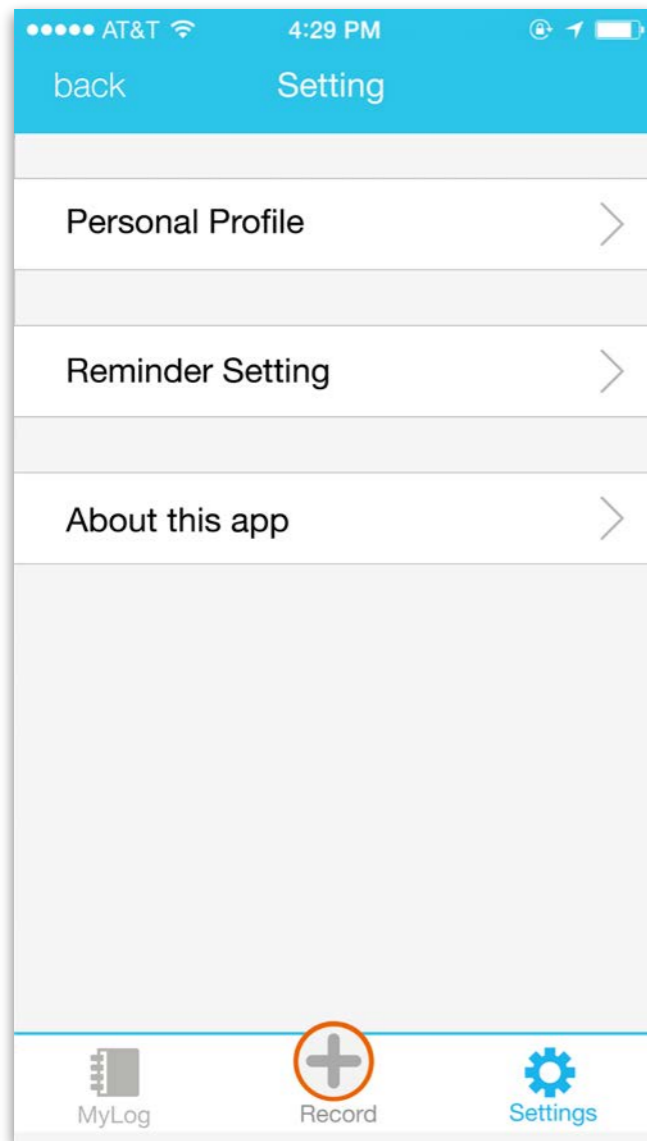 AT&T 4:29 PM
back Setting
Personal Profile
Reminder Setting
About this app
MyLog Record Settings